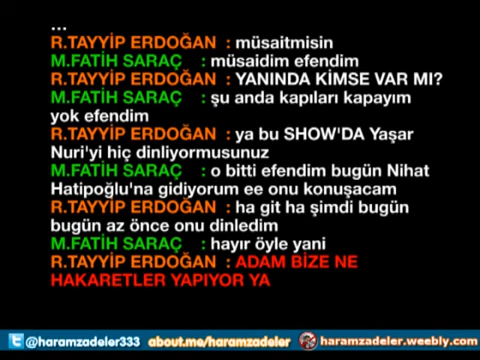 ...
R.TAYYİP ERDOĞAN : müsaitmisin
M.FATİH SARAÇ : müsaidim efendim
R.TAYYİP ERDOĞAN : YANINDA KİMSE VAR MI?
M.FATİH SARAÇ : şu anda kapıları kapayım
yok efendim
R.TAYYİP ERDOĞAN : ya bu SHOW'DA Yaşar
Nuri'yi hiç dinliyormusunuz
M.FATİH SARAÇ : o bitti efendim bugün Nihat
Hatipoğlu'na gidiyorum ee onu konuşacam
R.TAYYİP ERDOĞAN : ha git ha şimdi bugün
bugün az önce onu dinledim
M.FATİH SARAÇ : hayır öyle yani
R.TAYYİP ERDOĞAN : ADAM BİZE NE
HAKARETLER YAPIYOR YA
@haramzadeler333 about.me/haramzadeler haramzadeler.weebly.com